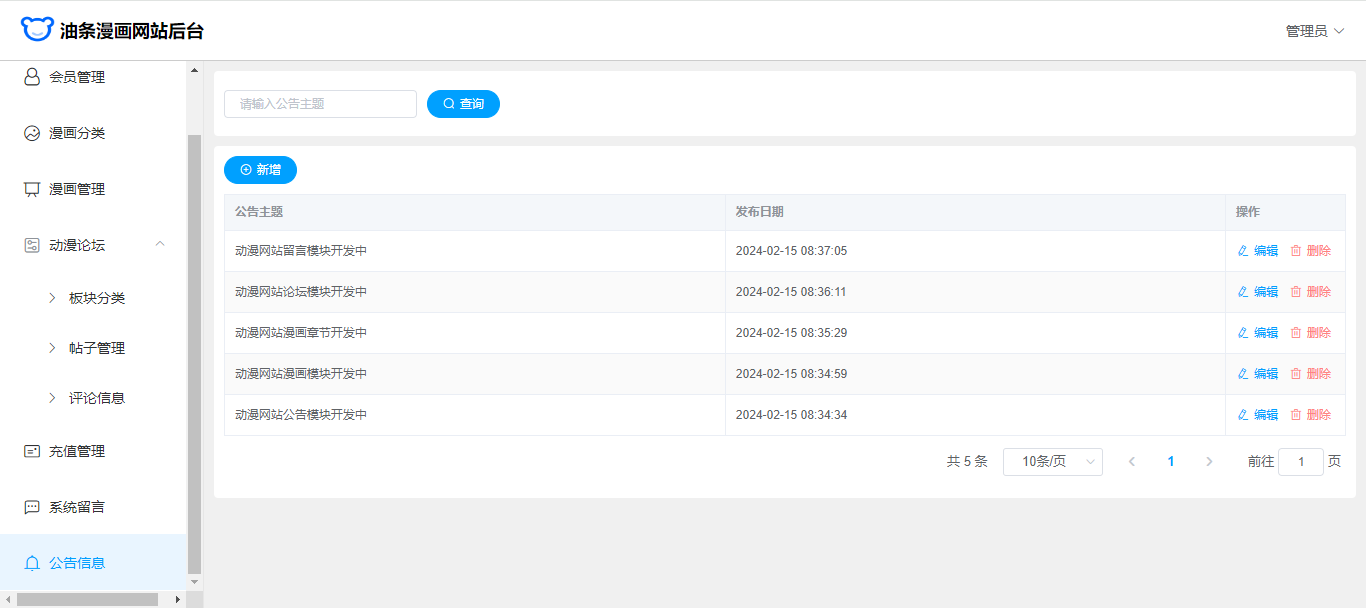 油条漫画网站后台
管理员
会员管理
漫画分类
漫画管理
动漫论坛
板块分类
帖子管理
评论信息
充值管理
系统留言
公告信息
请输入公告主题
查询
新增
公告主题 发布日期 操作
动漫网站留言模块开发中 2024-02-15 08:37:05 编辑 删除
动漫网站论坛模块开发中 2024-02-15 08:36:11 编辑 删除
动漫网站漫画章节开发中 2024-02-15 08:35:29 编辑 删除
动漫网站漫画模块开发中 2024-02-15 08:34:59 编辑 删除
动漫网站公告模块开发中 2024-02-15 08:34:34 编辑 删除
共 5 条 10条/页 1 前往 1 页